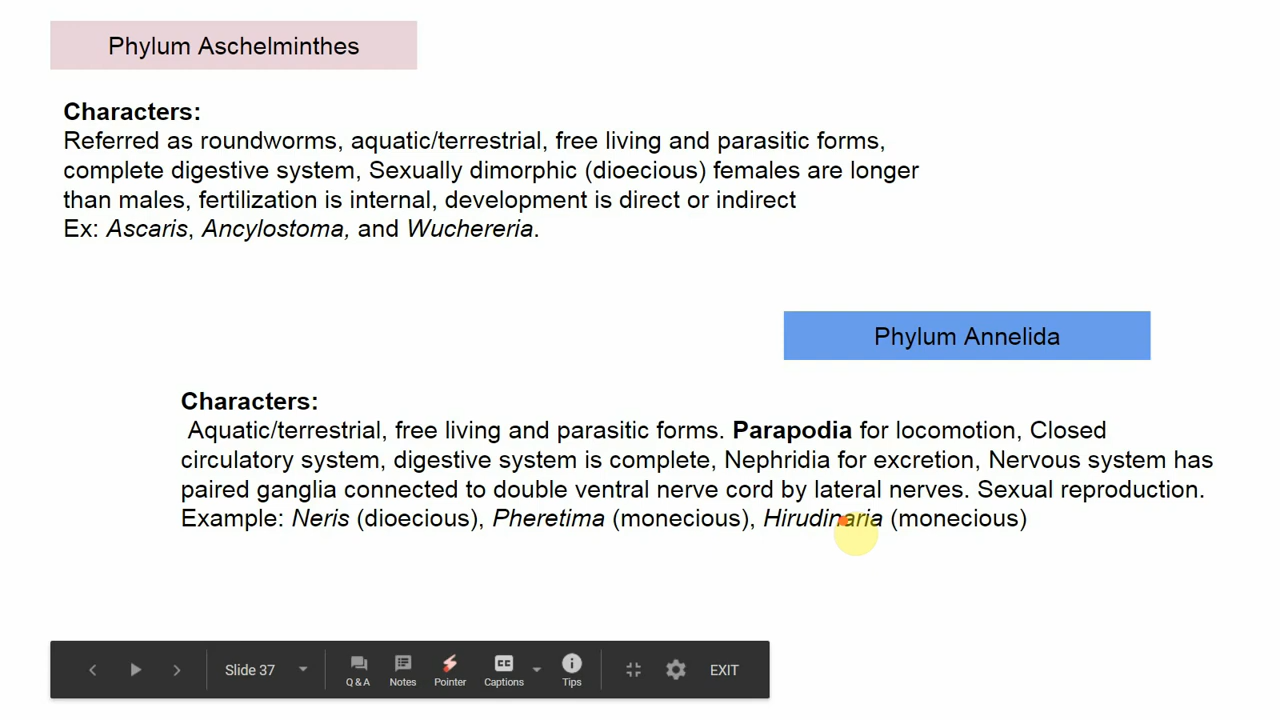 Phylum Aschelminthes
Characters:
Referred as roundworms, aquatic/terrestrial, free living and parasitic forms,
complete digestive system, Sexually dimorphic (dioecious) females are longer
than males, fertilization is internal, development is direct or indirect
Ex: Ascaris, Ancylostoma, and Wuchereria.
Phylum Annelida
Characters:
Aquatic/terrestrial, free living and parasitic forms. Parapodia for locomotion, Closed
circulatory system, digestive system is complete, Nephridia for excretion, Nervous system has
paired ganglia connected to double ventral nerve cord by lateral nerves. Sexual reproduction.
Example: Neris (dioecious), Pheretima (monecious), Hirudinaria (monecious)
Slide 37
Q & A
Notes
Pointer
CC
Captions
Tips
EXIT